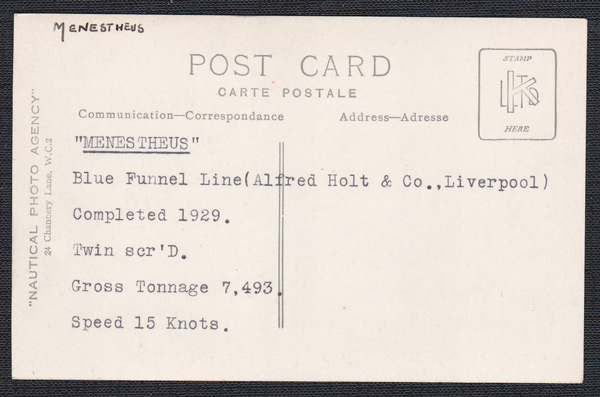 MENESTHEUS
POST CARD
CARTE POSTALE
STAMP
HERE
Communication—Correspondance
Address—Adresse
"MENESTHEUS"
Blue Funnel Line(Alfred Holt & Co.,Liverpool)
Completed 1929.
Twin scr'D.
Gross Tonnage 7,493.
Speed 15 Knots.
"NAUTICAL PHOTO AGENCY"
24 Chancery Lane, W.C.2